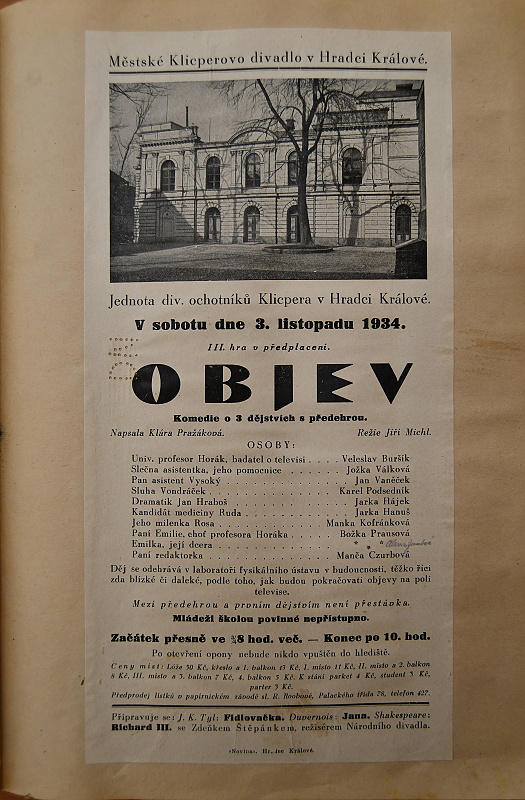 Městské Klicperovo divadlo v Hradci Králové.
Jednota div. ochotníků Klicpera v Hradci Králové.
V sobotu dne 3. listopadu 1934.
III. hra v předplacení.
OBJEV
Komedie o 3 dějstvích s předehrou.
Napsala Klára Pražáková. Režie Jiří Michl.
OSOBY:
Univ. profesor Horák, badatel o televisi . . . . Veleslav Buršík
Slečna asistentka, jeho pomocnice . . . . . . Jožka Válková
Pan asistent Vysoký . . . . . . . . . . Jan Vaněček
Sluha Vondráček . . . . . . . . . . Karel Podsedník
Dramatik Jan Hraboš . . . . . . . . . . Jarka Hájek
Kandidát medicíny Ruda . . . . . . . . . Jarka Hanuš
Jeho milenka Rosa . . . . . . . . . . Manka Kofránková
Paní Emilie, choť profesora Horáka . . . . . Božka Prausová
Emilka, její dcera . . . . . . . . . . * * *
Paní redaktorka . . . . . . . . . . Manča Czurbová
Děj se odehrává v laboratoři fysikálního ústavu v budoucnosti, těžko říci
zda blízké či daleké, podle toho, jak budou pokračovati objevy na poli
televise.
Mezi předehrou a prvním dějstvím není přestávka.
Mládeži školou povinné nepřístupno.
Začátek přesně ve ¾8 hod. več. — Konec po 10. hod.
Po otevření opony nebude nikdo vpuštěn do hlediště.
Ceny míst: Lóže 50 Kč, křeslo a 1. balkon 13 Kč, I. místo 11 Kč, II. místo a 2. balkon
8 Kč, III. místo a 3. balkon 7 Kč, 4. balkon 5 Kč. K stání parket 4 Kč, student 3 Kč,
parter 3 Kč.
Předprodej lístků v papírnickém závodě sl. R. Roubové, Palackého třída 78, telefon 427.
Připravuje se: J. K. Tyl: Fidlovačka. Duvernois: Jana. Shakespeare:
Richard III. se Zdeňkem Štěpánkem, režisérem Národního divadla.
»Novina«, Hradec Králové.